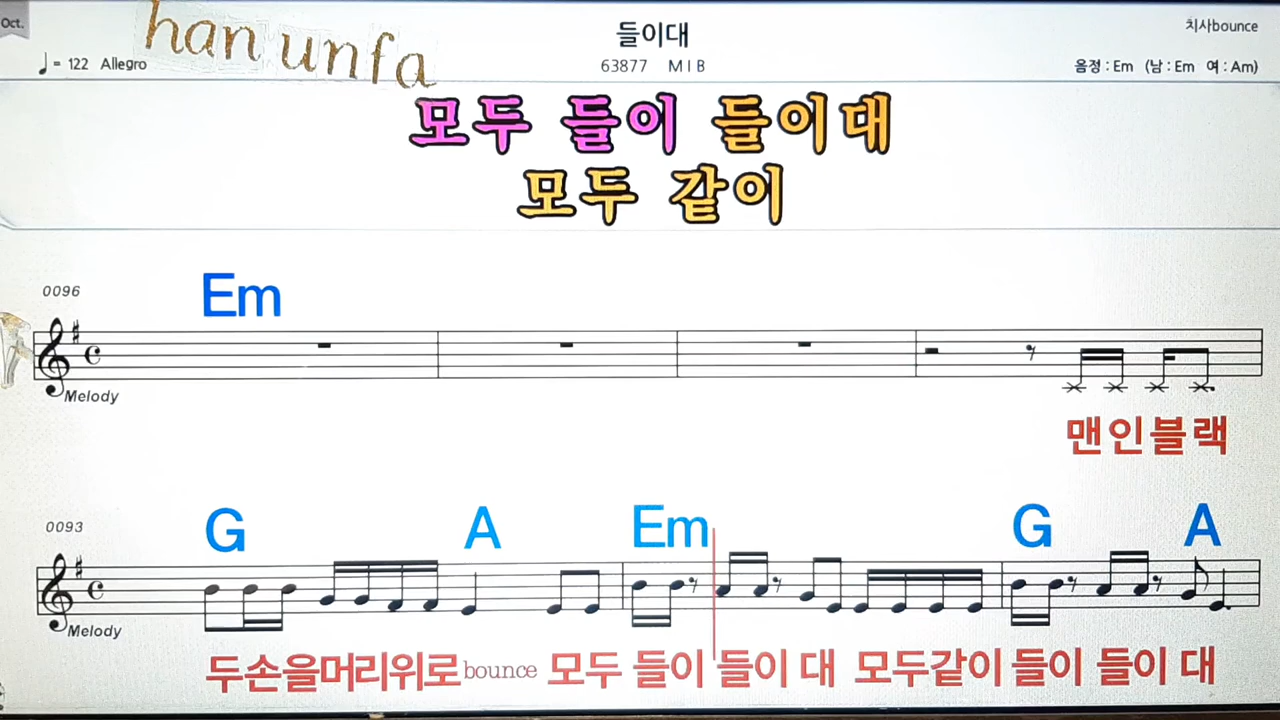 Oct.
han unfa
들이대
치사bounce
♩= 122 Allegro
63877 MIB
음정 : Em (남 : Em 여 : Am)
모두 들이 들이대
모두 같이
0096
Em
Melody
맨인블랙
0093
G A Em G A
Melody
두손을머리위로bounce 모두 들이 들이 대 모두같이 들이 들이 대